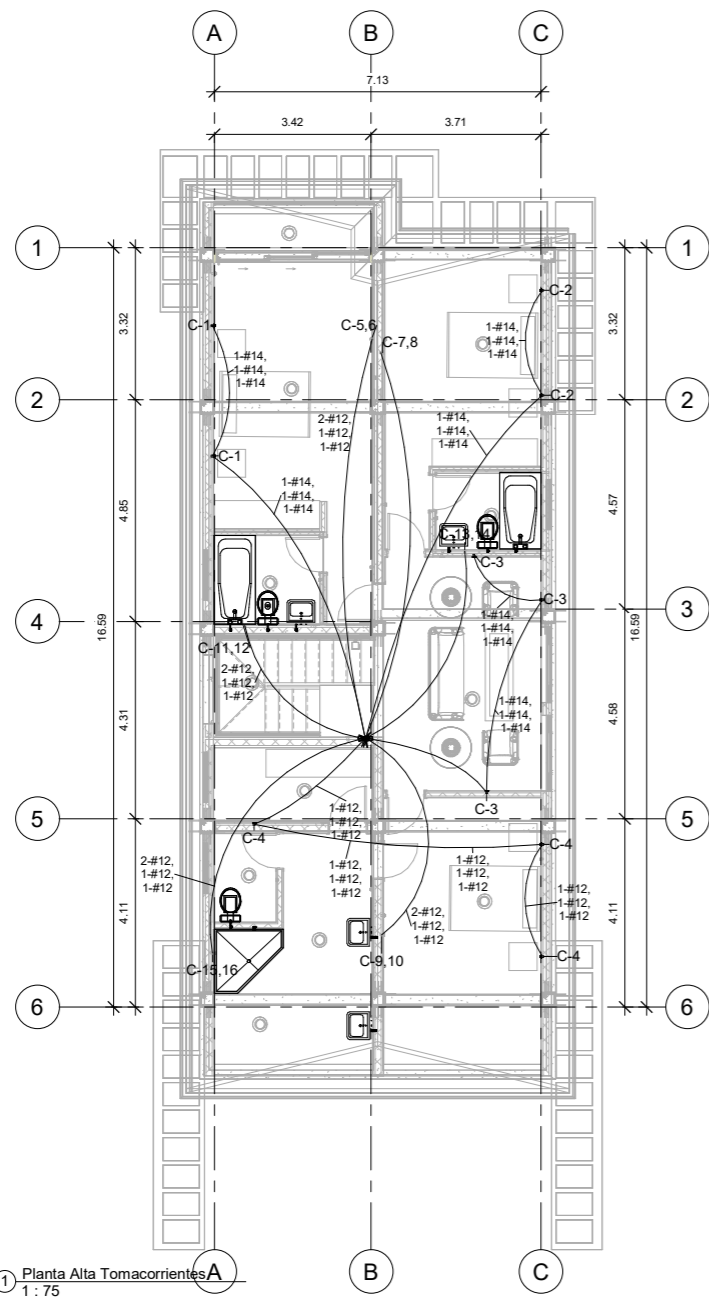 A
B
C
7.13
3.42
3.71
1
1
3.32
3.32
C-1
C-5,6
C-7,8
C-2
1-#14,
1-#14,
1-#14
1-#14,
1-#14,
1-#14
2
C-2
2
2-#12,
1-#12,
1-#12
1-#14,
1-#14,
1-#14
C-1
1-#14,
1-#14,
1-#14
4.85
4.57
C-13,14
C-3
C-3
3
4
1-#14,
1-#14,
1-#14
16.59
16.59
C-11,12
2-#12,
1-#12,
1-#12
4.31
4.58
1-#14,
1-#14,
1-#14
C-3
5
5
1-#12,
1-#12,
1-#12
C-4
C-4
2-#12,
1-#12,
1-#12
1-#12,
1-#12,
1-#12
1-#12,
1-#12,
1-#12
1-#12,
1-#12,
1-#12
4.11
4.11
2-#12,
1-#12,
1-#12
C-15,16
C-9,10
C-4
6
6
1 Planta Alta Tomacorrientes
1 : 75
A
B
C